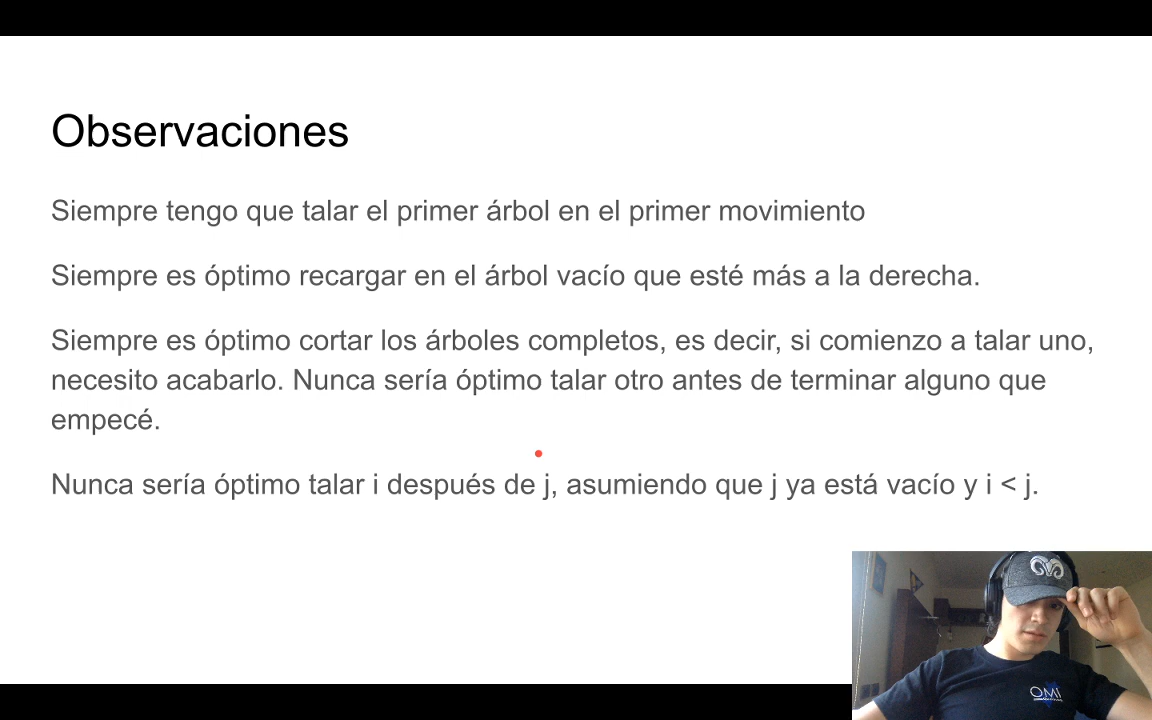 Observaciones
Siempre tengo que talar el primer árbol en el primer movimiento
Siempre es óptimo recargar en el árbol vacío que esté más a la derecha.
Siempre es óptimo cortar los árboles completos, es decir, si comienzo a talar uno,
necesito acabarlo. Nunca sería óptimo talar otro antes de terminar alguno que
empecé.
Nunca sería óptimo talar i después de j, asumiendo que j ya está vacío y i < j.
OMI